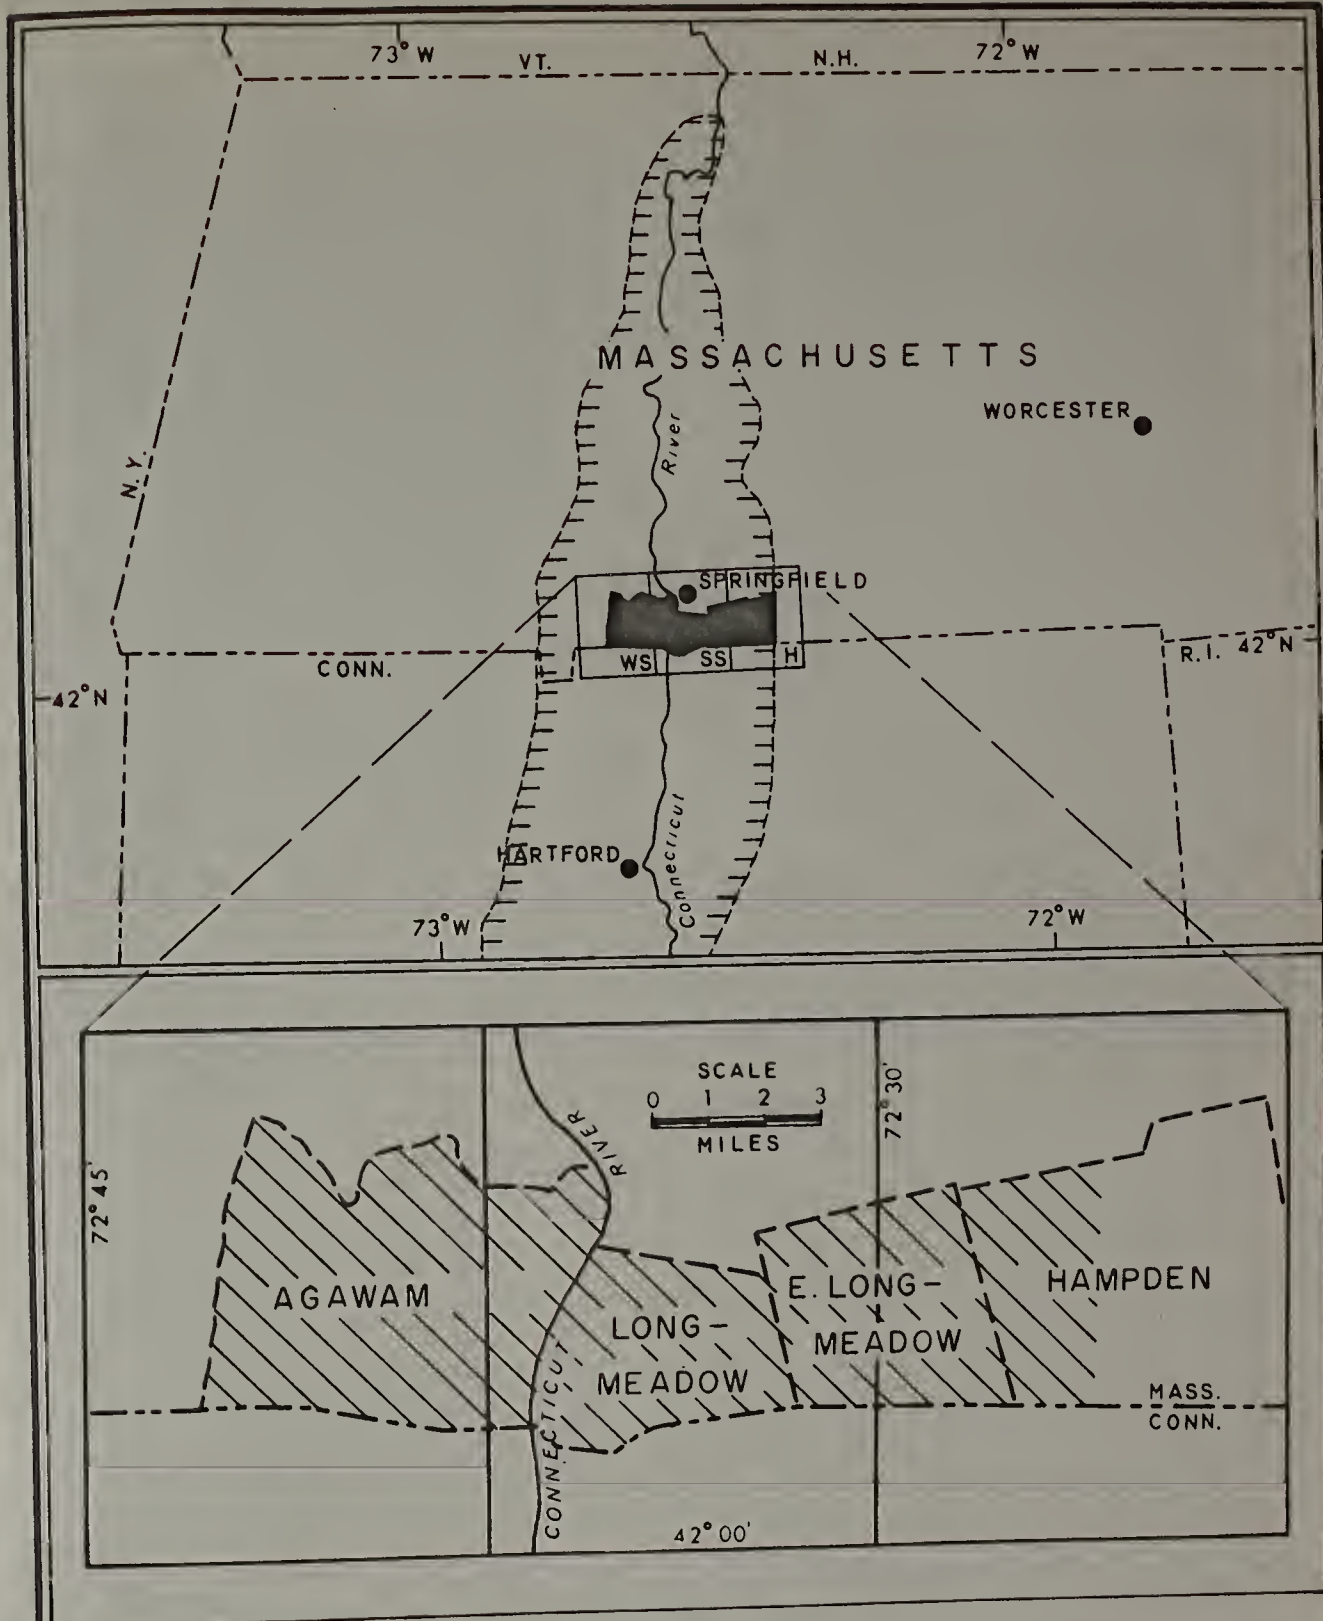 73°W
72°W
VT.
N.H.
MASSACHUSETTS
WORCESTER
River
N.Y.
SPRINGFIELD
CONN.
WS
SS
H
R.I.
42°N
42°N
HARTFORD
Connecticut
73°W
72°W
SCALE
0 1 2 3
MILES
RIVER
72°30'
72°45'
AGAWAM
LONG-
MEADOW
E. LONG-
MEADOW
HAMPDEN
MASS.
CONN.
CONNECTICUT
42°00'